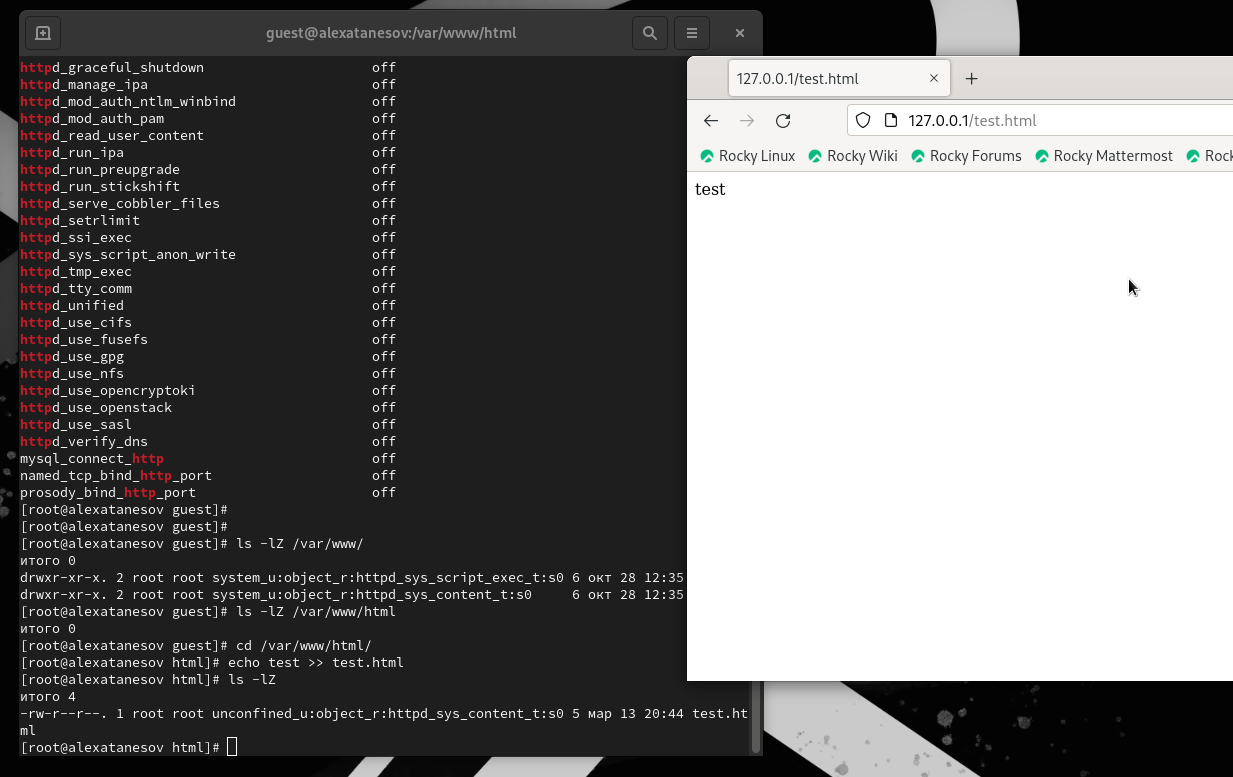 guest@alexatanesov:/var/www/html
httpd_graceful_shutdown off
httpd_manage_ipa off
httpd_mod_auth_ntlm_winbind off
httpd_mod_auth_pam off
httpd_read_user_content off
httpd_run_ipa off
httpd_run_preupgrade off
httpd_run_stickshift off
httpd_serve_cobbler_files off
httpd_setrlimit off
httpd_ssi_exec off
httpd_sys_script_anon_write off
httpd_tmp_exec off
httpd_tty_comm off
httpd_unified off
httpd_use_cifs off
httpd_use_fusefs off
httpd_use_gpg off
httpd_use_nfs off
httpd_use_opencryptoki off
httpd_use_openstack off
httpd_use_sasl off
httpd_verify_dns off
mysql_connect_http off
named_tcp_bind_http_port off
prosody_bind_http_port off
[root@alexatanesov guest]#
[root@alexatanesov guest]#
[root@alexatanesov guest]# ls -lZ /var/www/
итого 0
drwxr-xr-x. 2 root root system_u:object_r:httpd_sys_script_exec_t:s0 6 окт 28 12:35
drwxr-xr-x. 2 root root system_u:object_r:httpd_sys_content_t:s0 6 окт 28 12:35
[root@alexatanesov guest]# ls -lZ /var/www/html
итого 0
[root@alexatanesov guest]# cd /var/www/html/
[root@alexatanesov html]# echo test >> test.html
[root@alexatanesov html]# ls -lZ
итого 4
-rw-r--r--. 1 root root unconfined_u:object_r:httpd_sys_content_t:s0 5 мар 13 20:44 test.ht
ml
[root@alexatanesov html]#
127.0.0.1/test.html
127.0.0.1/test.html
Rocky Linux Rocky Wiki Rocky Forums Rocky Mattermost Rock
test